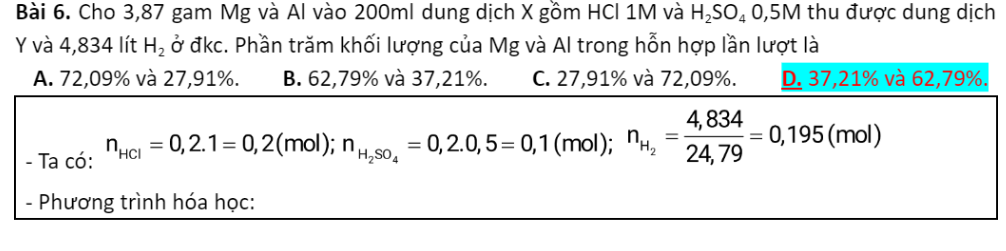 Bài 6. Cho 3,87 gam Mg và Al vào 200ml dung dịch X gồm HCl 1M và H₂SO₄ 0,5M thu được dung dịch
Y và 4,834 lít H₂ ở đkc. Phần trăm khối lượng của Mg và Al trong hỗn hợp lần lượt là
A. 72,09% và 27,91%. B. 62,79% và 37,21%. C. 27,91% và 72,09%. D. 37,21% và 62,79%.
- Ta có: n_HCl = 0,2.1 = 0,2(mol); n_H₂SO₄ = 0,2.0,5 = 0,1(mol); n_H₂ = 4,834/24,79 = 0,195(mol)
- Phương trình hóa học: